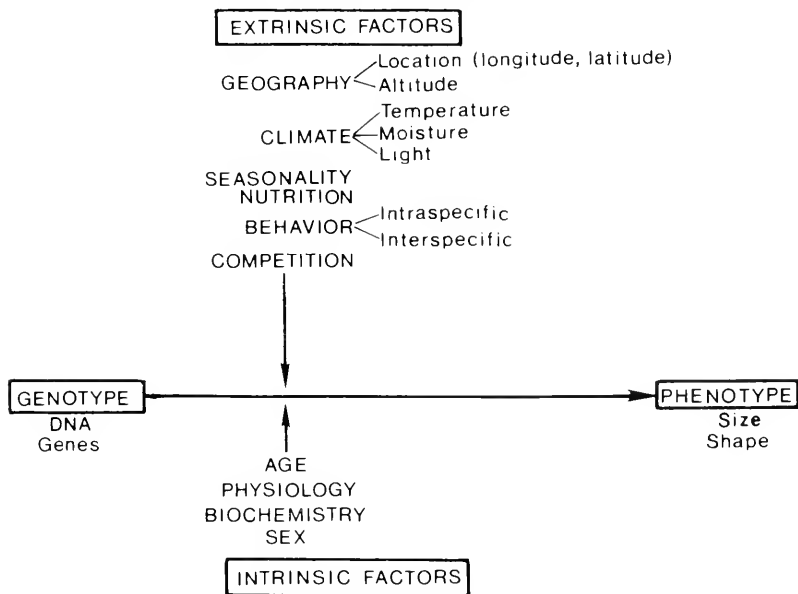 EXTRINSIC FACTORS
Location (longitude, latitude)
GEOGRAPHY
Altitude
Temperature
CLIMATE
Moisture
Light
SEASONALITY
NUTRITION
Intraspecific
BEHAVIOR
Interspecific
COMPETITION
GENOTYPE
DNA
Genes
PHENOTYPE
Size
Shape
AGE
PHYSIOLOGY
BIOCHEMISTRY
SEX
INTRINSIC FACTORS